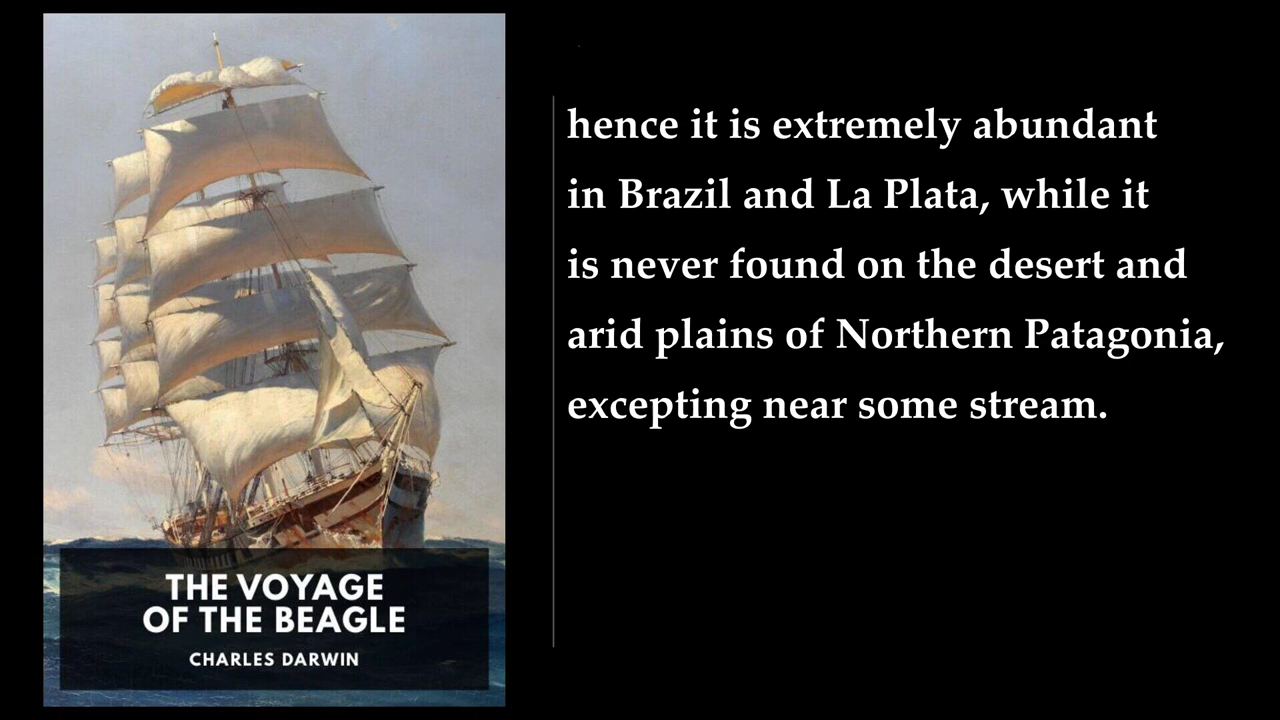 hence it is extremely abundant
in Brazil and La Plata, while it
is never found on the desert and
arid plains of Northern Patagonia,
excepting near some stream.
THE VOYAGE
OF THE BEAGLE
CHARLES DARWIN